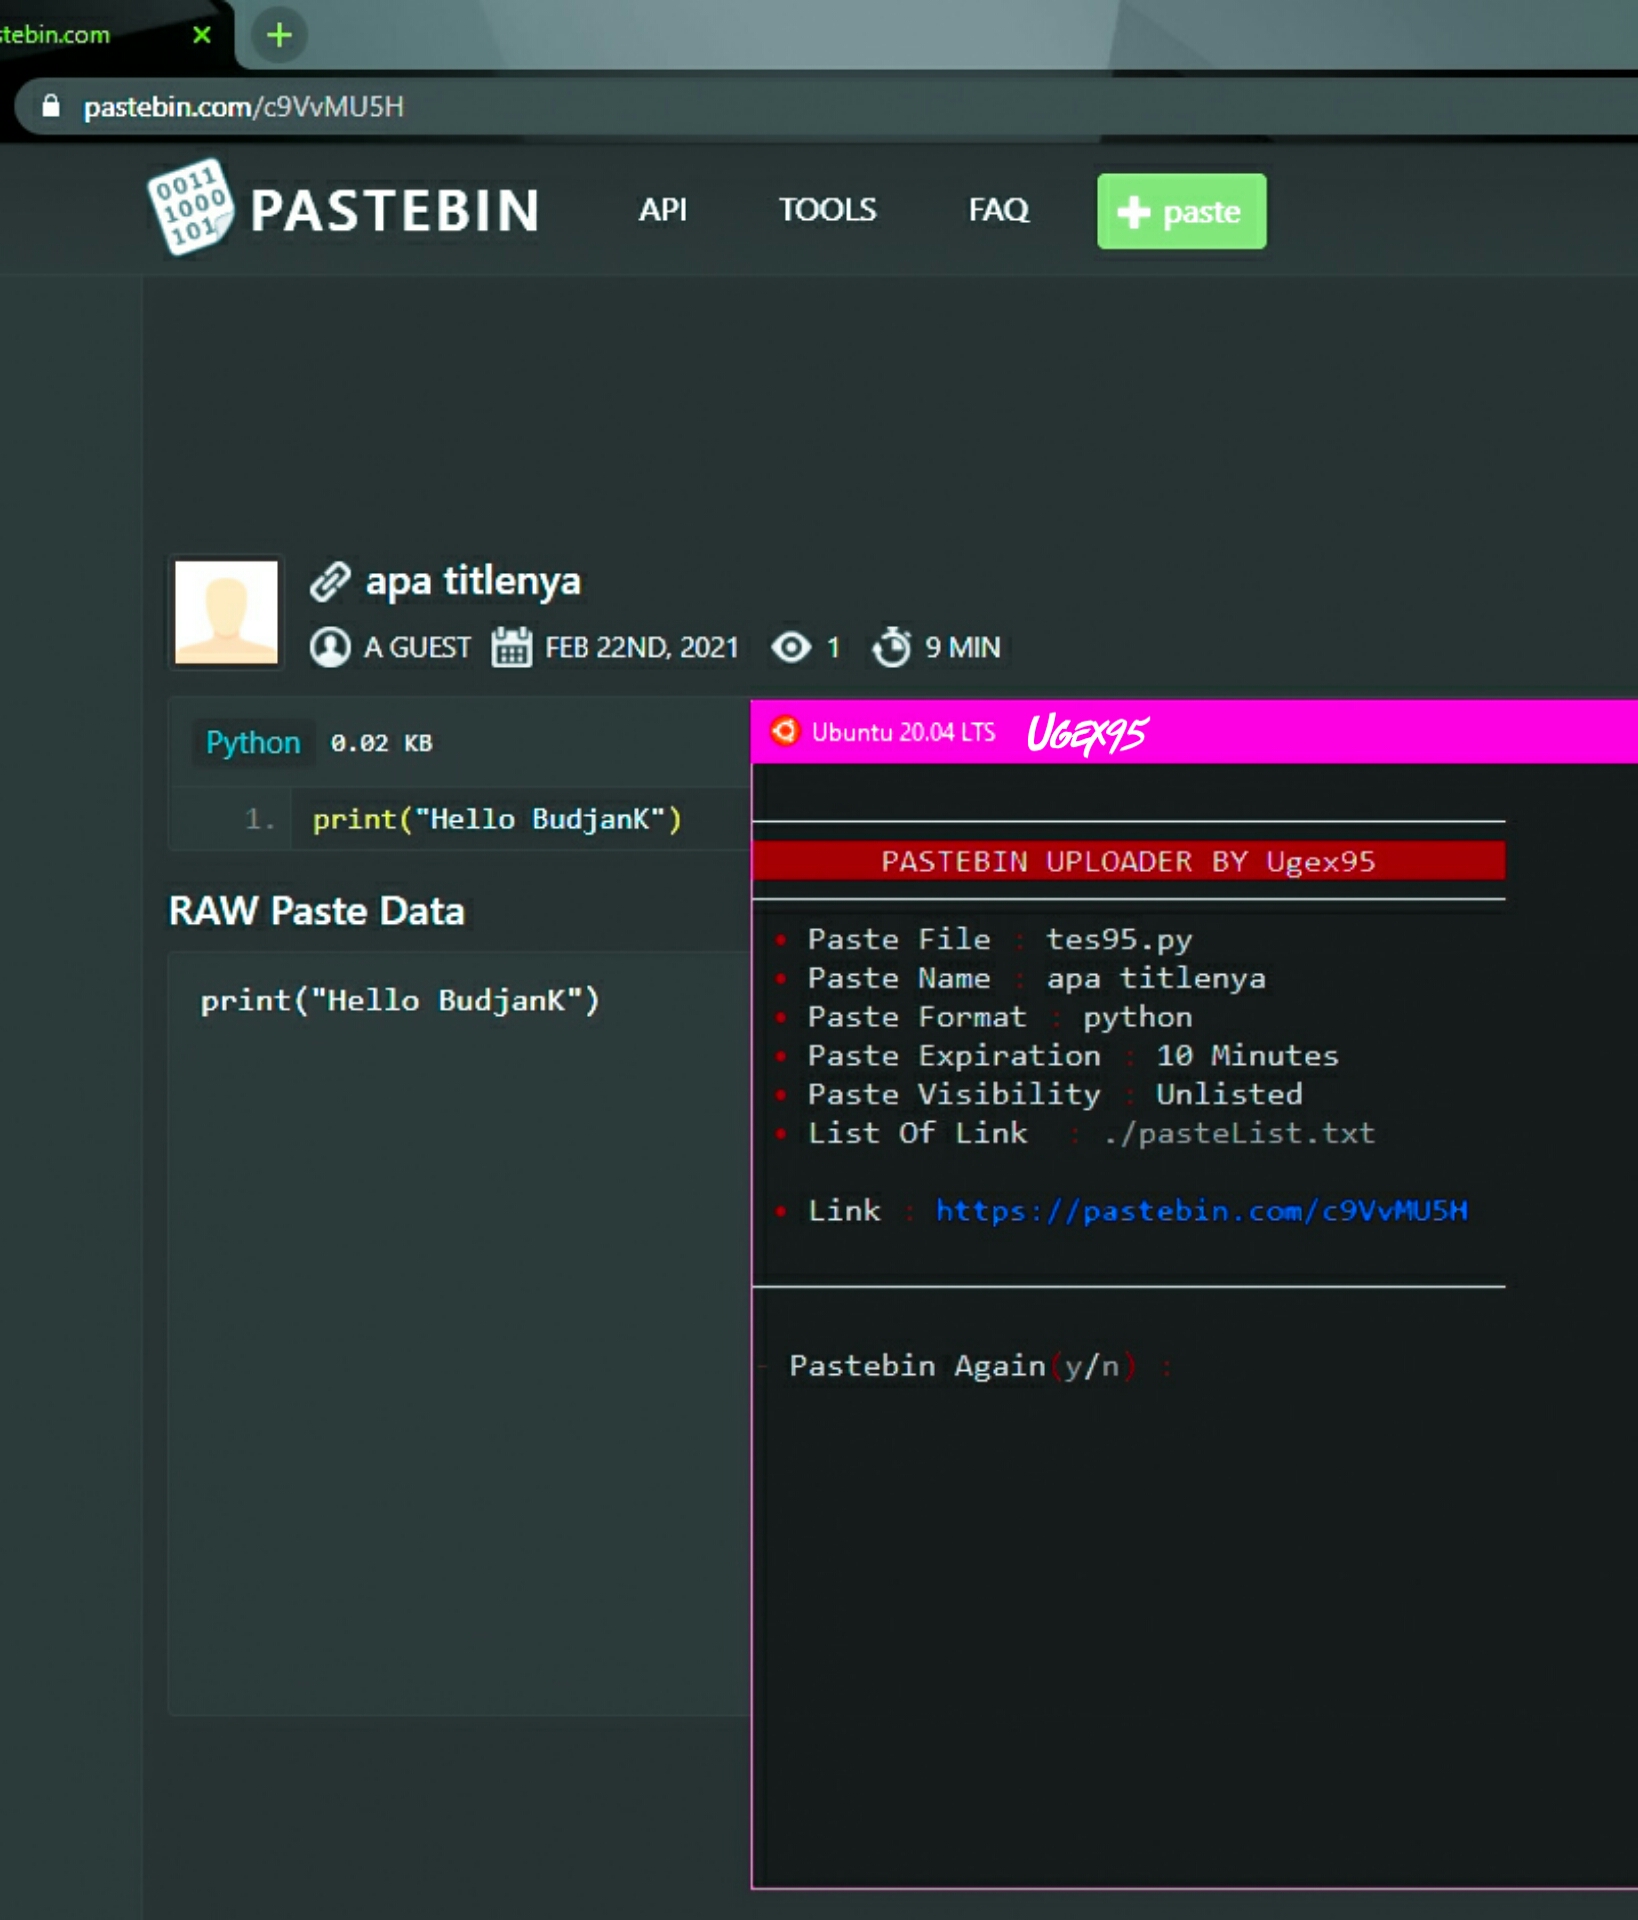 stebin.com
pastebin.com/c9VvMU5H
0011
1000
101
PASTEBIN API TOOLS FAQ + paste
apa titlenya
A GUEST FEB 22ND, 2021 1 9 MIN
Python 0.02 KB
1. print("Hello BudjanK")
RAW Paste Data
print("Hello BudjanK")
Ubuntu 20.04 LTS Ugex95
PASTEBIN UPLOADER BY Ugex95
• Paste File : tes95.py
• Paste Name : apa titlenya
• Paste Format : python
• Paste Expiration : 10 Minutes
• Paste Visibility : Unlisted
• List Of Link : ./pasteList.txt
• Link : https://pastebin.com/c9VvMU5H
- Pastebin Again(y/n) :